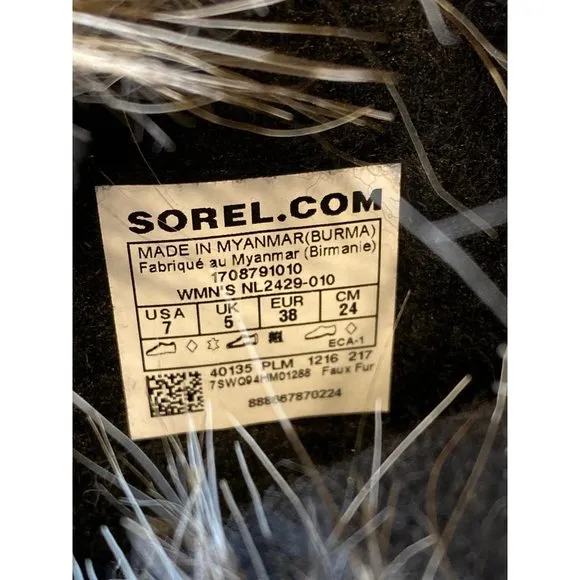 SOREL.COM
MADE IN MYANMAR(BURMA)
Fabriqué au Myanmar (Birmanie)
1708791010
WMN'S NL2429-010
USA UK EUR CM
7 5 38 24
ECA-1
40135 PLM 1216 217
7SWQ94HM01288 Faux Fur
888667870224